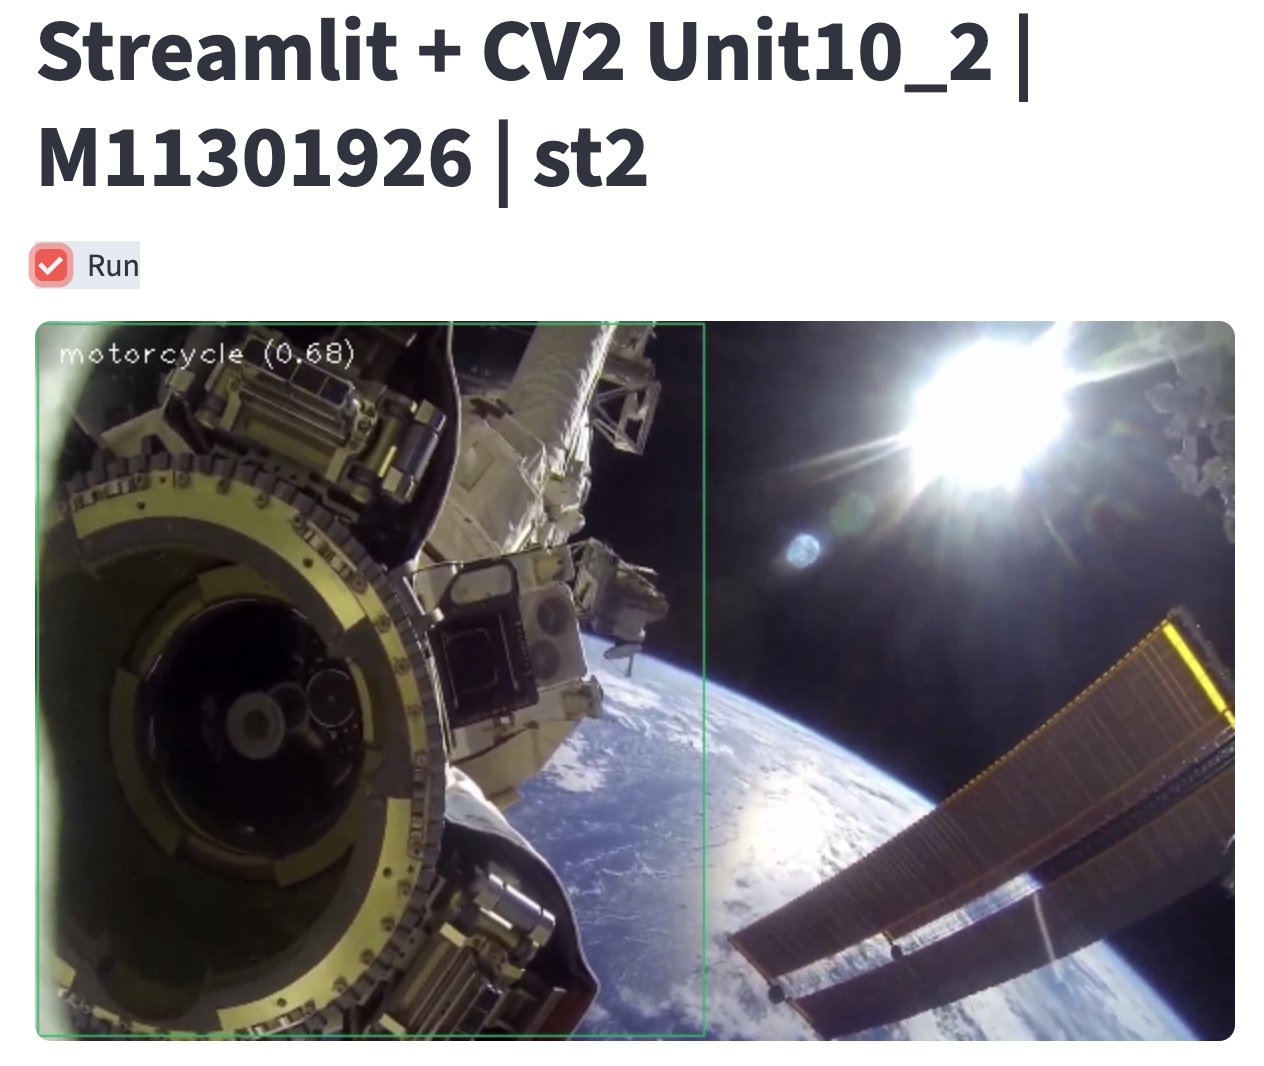 Streamlit + CV2 Unit10_2 |
M11301926 | st2
Run
motorcycle (0.68)